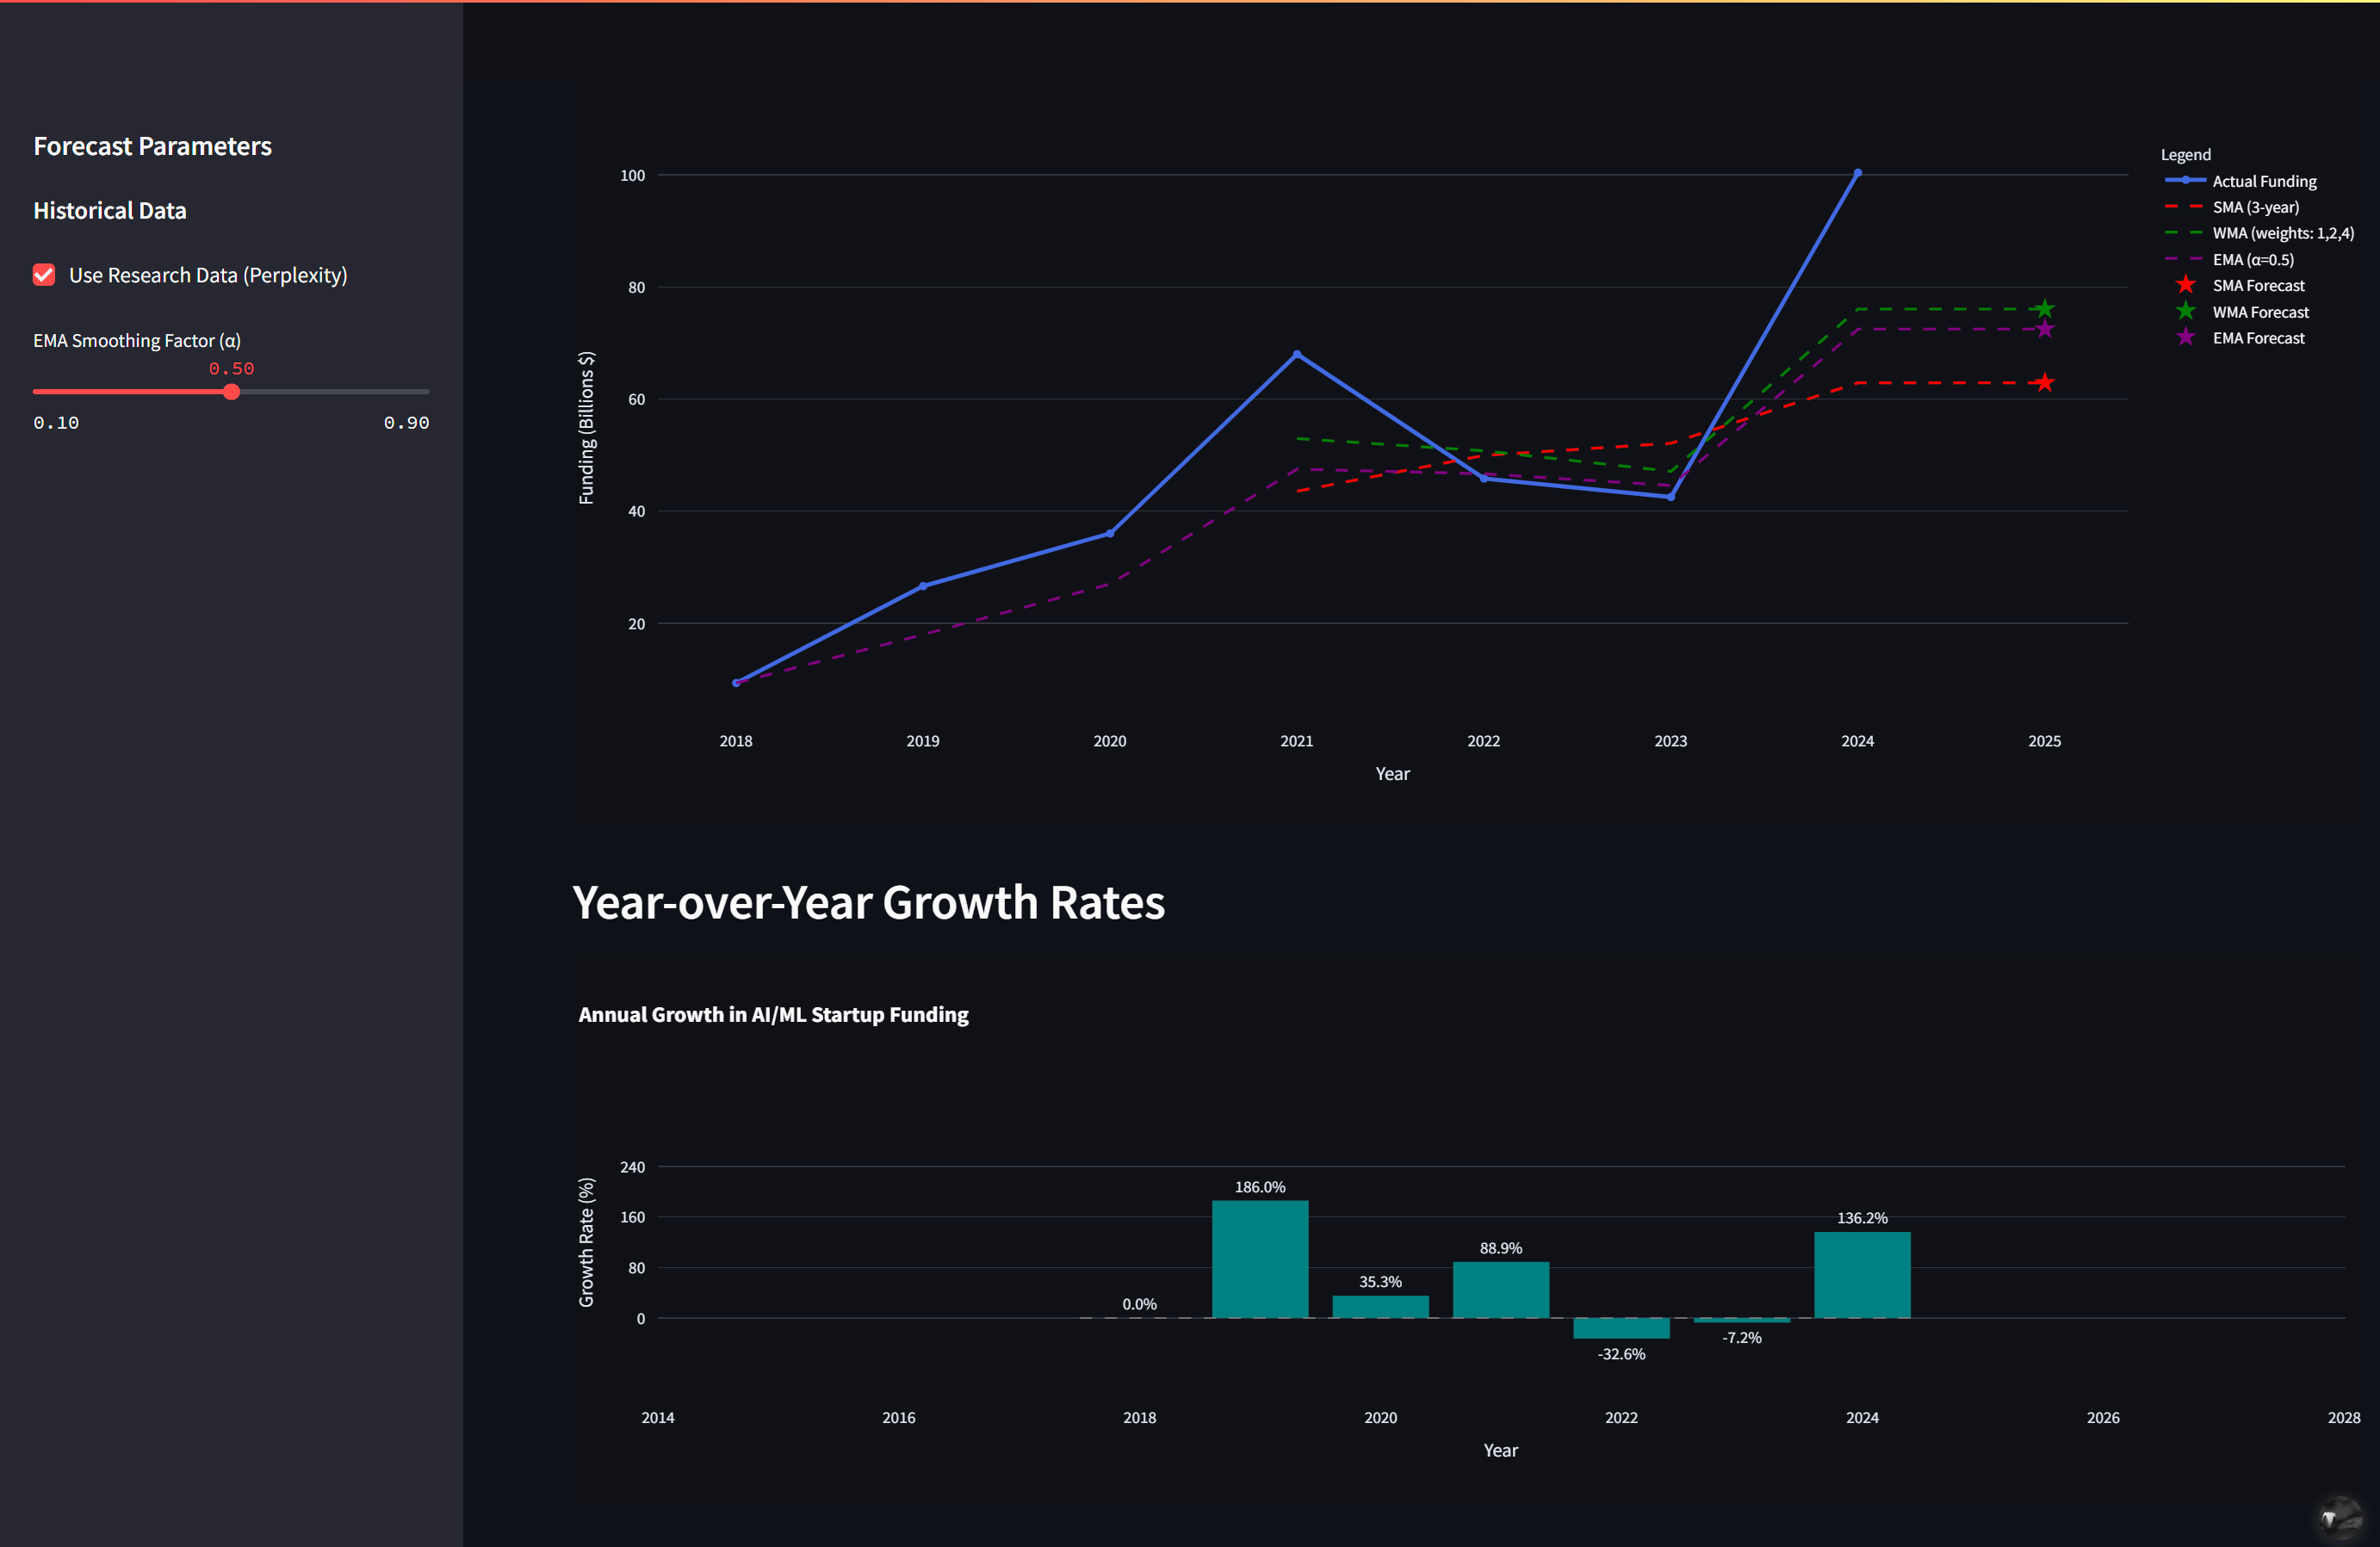 Forecast Parameters
Historical Data
Use Research Data (Perplexity)
EMA Smoothing Factor (α)
0.50
0.10 0.90
Legend
Actual Funding
SMA (3-year)
WMA (weights: 1,2,4)
EMA (α=0.5)
SMA Forecast
WMA Forecast
EMA Forecast
Funding (Billions $)
100
80
60
40
20
2018 2019 2020 2021 2022 2023 2024 2025
Year
Year-over-Year Growth Rates
Annual Growth in AI/ML Startup Funding
Growth Rate (%)
240
160
80
0
0.0% 186.0% 35.3% 88.9% -32.6% -7.2% 136.2%
2014 2016 2018 2020 2022 2024 2026 2028
Year